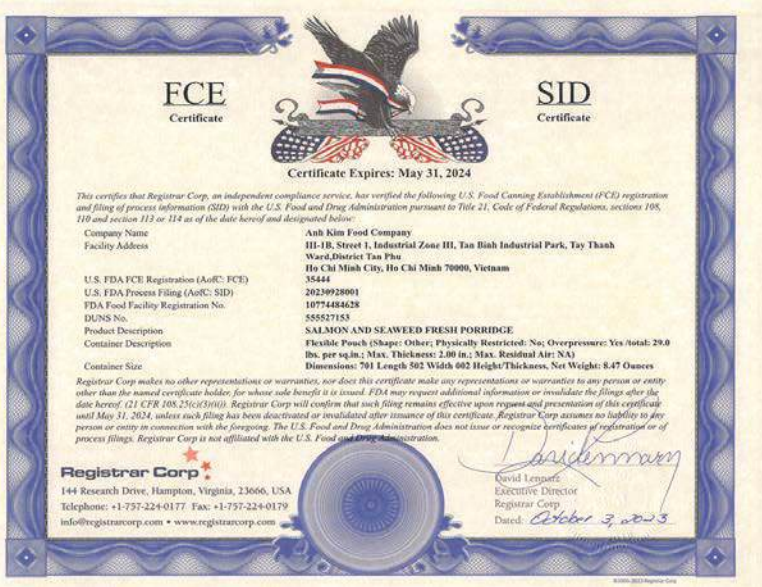 FCE
Certificate
SID
Certificate
Certificate Expires: May 31, 2024
This certifies that Registrar Corp, an independent compliance service, has verified the following U.S. Food Canning Establishment (FCE) registration
and filing of process information (SID) with the U.S. Food and Drug Administration pursuant to Title 21, Code of Federal Regulations, sections 108,
110 and section 113 or 114 as of the date hereof and designated below:
Company Name Anh Kim Food Company
Facility Address III-1B, Street 1, Industrial Zone III, Tan Binh Industrial Park, Tay Thanh
Ward,District Tan Phu
Ho Chi Minh City, Ho Chi Minh 70000, Vietnam
U.S. FDA FCE Registration (AofC: FCE) 35444
U.S. FDA Process Filing (AofC: SID) 20230928001
FDA Food Facility Registration No. 10774484628
DUNS No. 555527153
Product Description SALMON AND SEAWEED FRESH PORRIDGE
Container Description Flexible Pouch (Shape: Other; Physically Restricted: No; Overpressure: Yes /total: 29.0
lbs. per sq.in.; Max. Thickness: 2.00 in.; Max. Residual Air: NA)
Container Size Dimensions: 701 Length 502 Width 002 Height/Thickness, Net Weight: 8.47 Ounces
Registrar Corp makes no other representations or warranties, nor does this certificate make any representations or warranties to any person or entity
other than the named certificate holder, for whose sole benefit it is issued. FDA may request additional information or invalidate the filings after the
date hereof. (21 CFR 108.25(c)(3)(ii)). Registrar Corp will confirm that such filing remains effective upon request and presentation of this certificate
until May 31, 2024, unless such filing has been deactivated or invalidated after issuance of this certificate. Registrar Corp assumes no liability to any
person or entity in connection with the foregoing. The U.S. Food and Drug Administration does not issue or recognize certificates of registration or of
process filings. Registrar Corp is not affiliated with the U.S. Food and Drug Administration.
Registrar Corp
144 Research Drive, Hampton, Virginia, 23666, USA
Telephone: +1-757-224-0177 Fax: +1-757-224-0179
info@registrarcorp.com • www.registrarcorp.com
David Lennarz
Executive Director
Registrar Corp
Dated: October 3, 2023